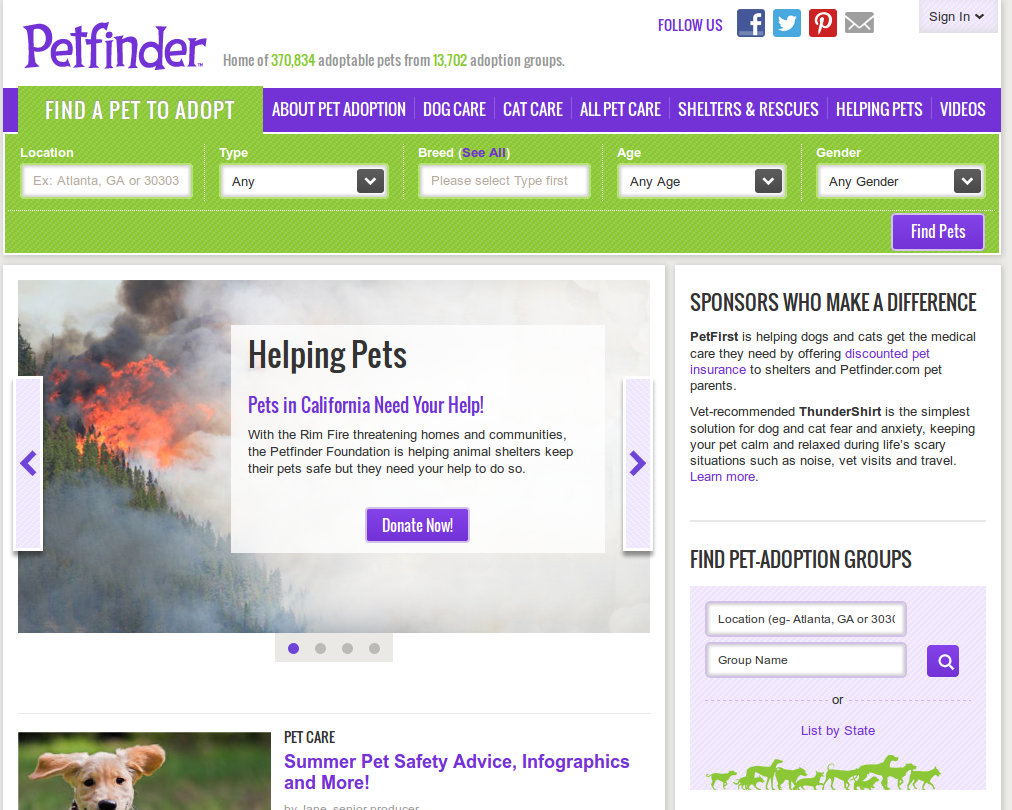 FOLLOW US
Sign In
Petfinder
Home of 370,834 adoptable pets from 13,702 adoption groups.
FIND A PET TO ADOPT
ABOUT PET ADOPTION
DOG CARE
CAT CARE
ALL PET CARE
SHELTERS & RESCUES
HELPING PETS
VIDEOS
Location
Type
Breed (See All)
Age
Gender
Ex: Atlanta, GA or 30303
Any
Please select Type first
Any Age
Any Gender
Find Pets
Helping Pets
Pets in California Need Your Help!
With the Rim Fire threatening homes and communities,
the Petfinder Foundation is helping animal shelters keep
their pets safe but they need your help to do so.
Donate Now!
PET CARE
Summer Pet Safety Advice, Infographics
and More!
by Jane, senior producer
SPONSORS WHO MAKE A DIFFERENCE
PetFirst is helping dogs and cats get the medical
care they need by offering discounted pet
insurance to shelters and Petfinder.com pet
parents.
Vet-recommended ThunderShirt is the simplest
solution for dog and cat fear and anxiety, keeping
your pet calm and relaxed during life's scary
situations such as noise, vet visits and travel.
Learn more.
FIND PET-ADOPTION GROUPS
Location (eg- Atlanta, GA or 3030
Group Name
or
List by State